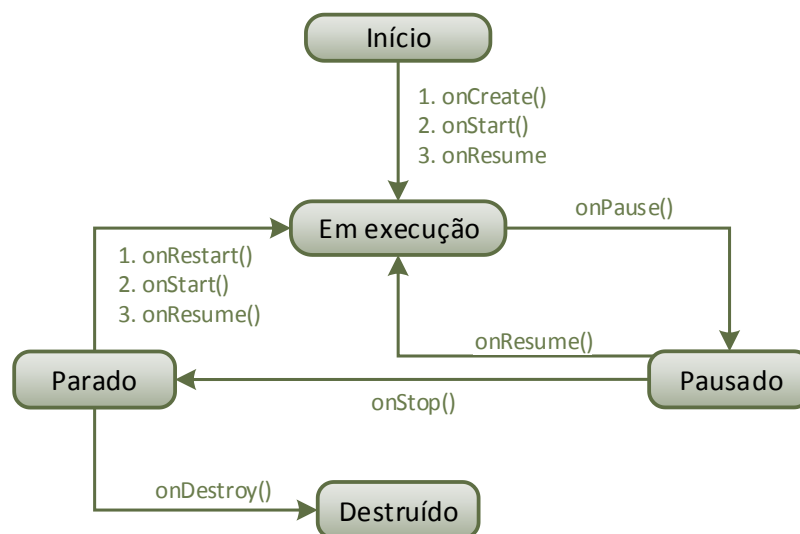 Início
1. onCreate()
2. onStart()
3. onResume
Em execução
onPause()
1. onRestart()
2. onStart()
3. onResume()
onResume()
Parado
Pausado
onStop()
onDestroy()
Destruído